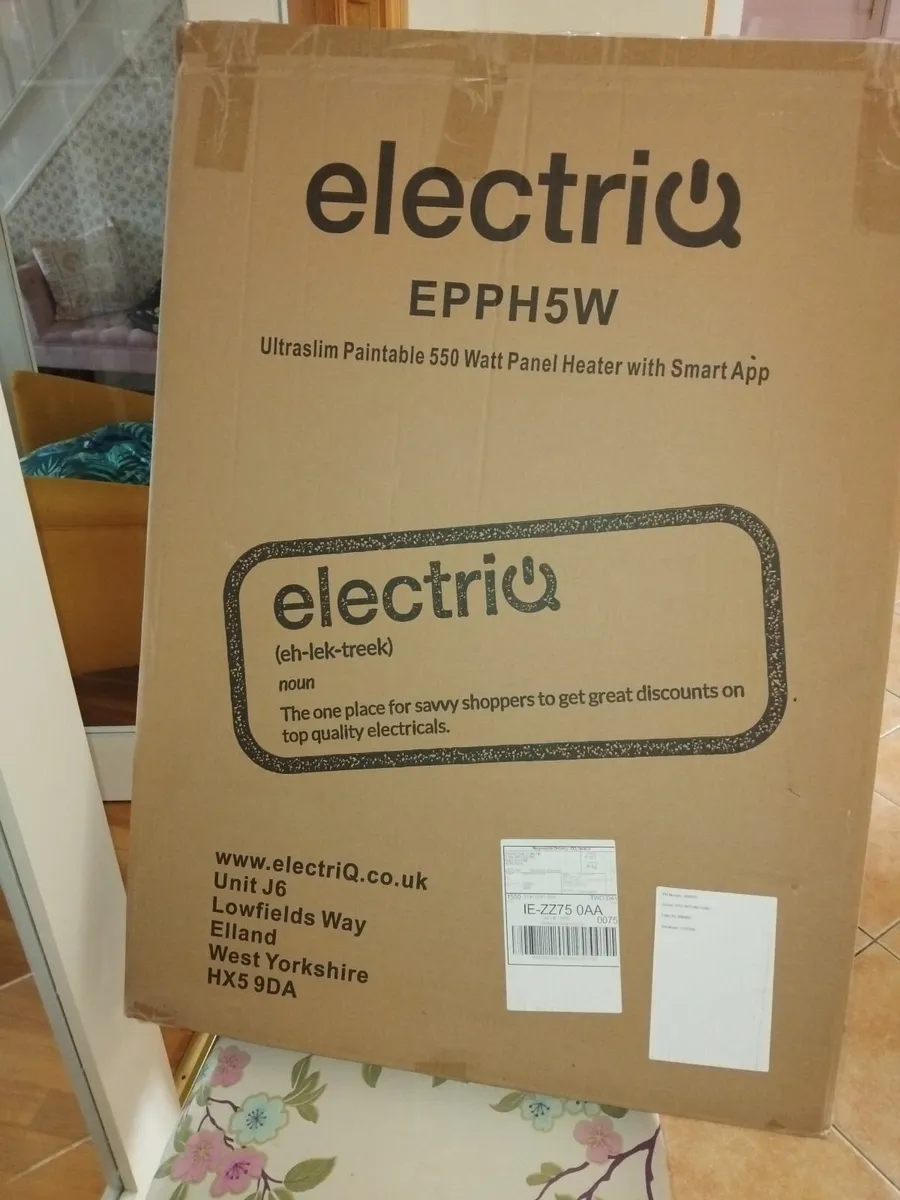 electriQ
EPPH5W
Ultraslim Paintable 550 Watt Panel Heater with Smart App
electriQ
(eh-lek-treek)
noun
The one place for savvy shoppers to get great discounts on
top quality electricals.
www.electriQ.co.uk
Unit J6
Lowfields Way
Elland
West Yorkshire
HX5 9DA
IE-ZZ75 0AA
0075